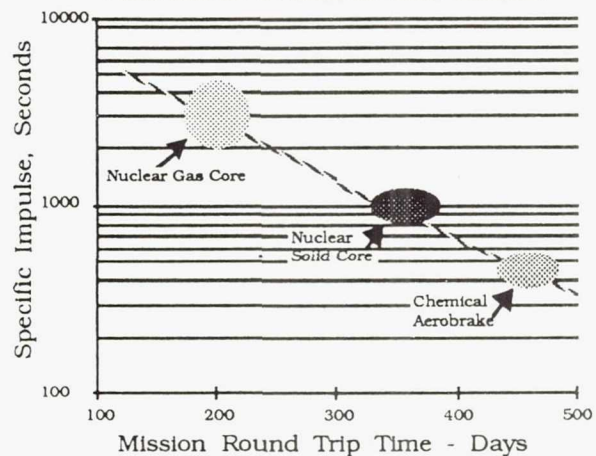 10000
Specific Impulse, Seconds
1000
100
Nuclear Gas Core
Nuclear
Solid Core
Chemical
Aerobrake
100 200 300 400 500
Mission Round Trip Time - Days